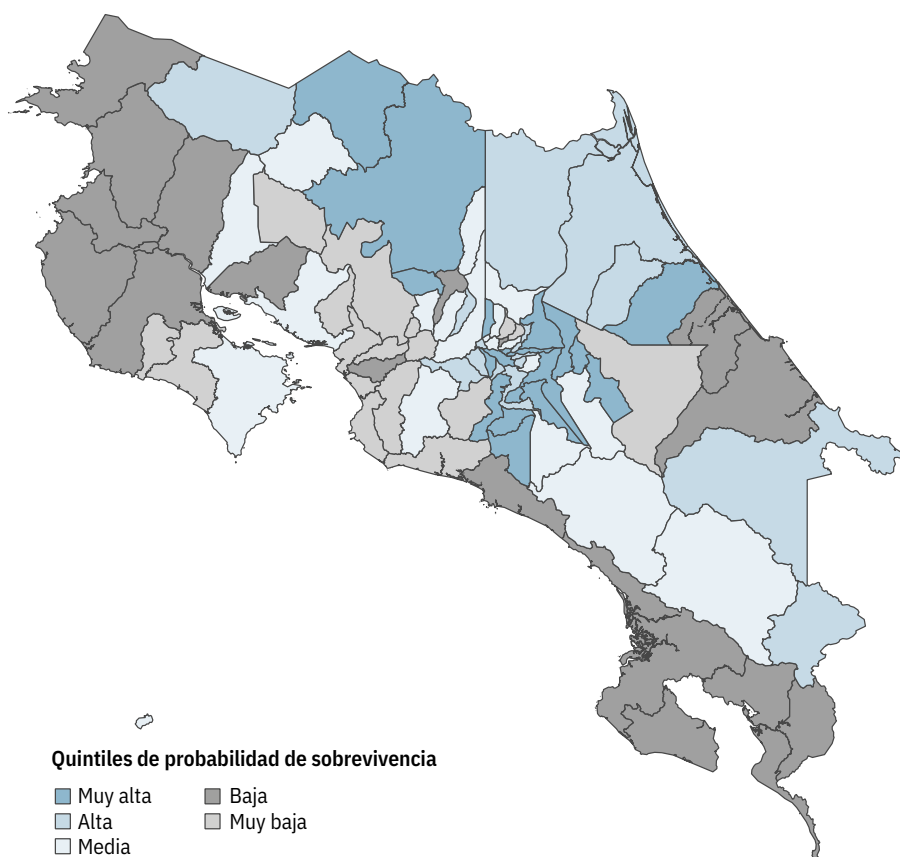 Quintiles de probabilidad de sobrevivencia
Muy alta
Alta
Media
Baja
Muy baja